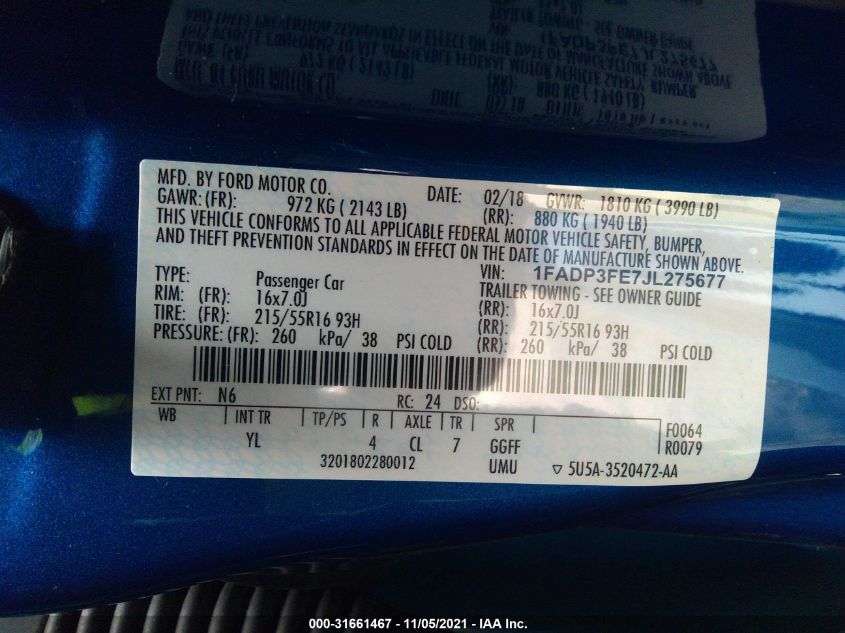 MFD. BY FORD MOTOR CO. DATE: 02/18 GVWR: 1810 KG ( 3990 LB)
GAWR: (FR): 972 KG ( 2143 LB) (RR): 880 KG ( 1940 LB)
THIS VEHICLE CONFORMS TO ALL APPLICABLE FEDERAL MOTOR VEHICLE SAFETY, BUMPER,
AND THEFT PREVENTION STANDARDS IN EFFECT ON THE DATE OF MANUFACTURE SHOWN ABOVE.
VIN: 1FADP3FE7JL275677
TYPE: Passenger Car TRAILER TOWING - SEE OWNER GUIDE
RIM: (FR): 16x7.0J (RR): 16x7.0J
TIRE: (FR): 215/55R16 93H (RR): 215/55R16 93H
PRESSURE: (FR): 260 kPa/ 38 PSI COLD (RR): 260 kPa/ 38 PSI COLD
EXT PNT: N6 RC: 24 DSO:
WB INT TR TP/PS R AXLE TR SPR F0064
YL 4 CL 7 GGFF R0079
3201802280012 UMU 5U5A-3520472-AA
000-31661467 - 11/05/2021 - IAA Inc.